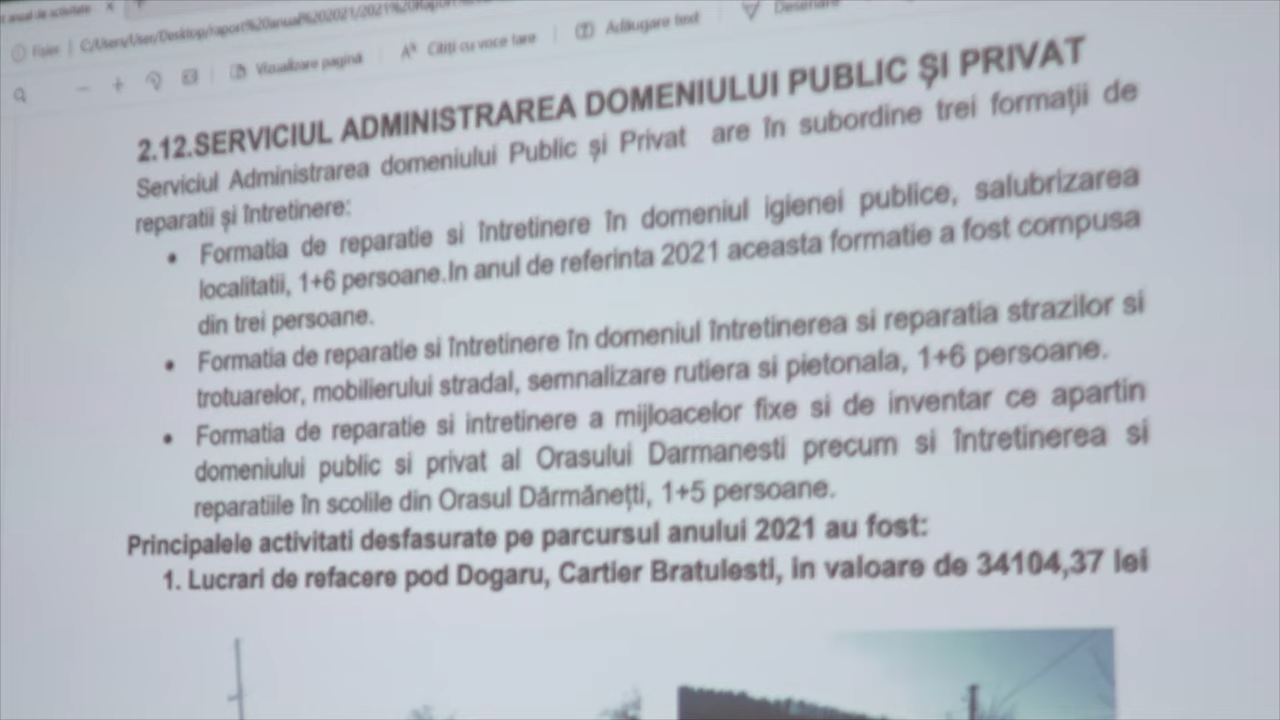 anual de activitate
Fișier | C:/Users/User/Desktop/raport%20anual%202021/2021%20Raport
Vizualizare pagină
Citiți cu voce tare
Adăugare text
Desenare
2.12.SERVICIUL ADMINISTRAREA DOMENIULUI PUBLIC ȘI PRIVAT
Serviciul Administrarea domeniului Public și Privat are în subordine trei formații de
reparatii și întretinere:
• Formatia de reparatie si întretinere în domeniul igienei publice, salubrizarea
localitatii, 1+6 persoane.In anul de referinta 2021 aceasta formatie a fost compusa
din trei persoane.
• Formatia de reparatie si întretinere în domeniul întretinerea si reparatia strazilor si
trotuarelor, mobilierului stradal, semnalizare rutiera si pietonala, 1+6 persoane.
• Formatia de reparatie si intretinere a mijloacelor fixe si de inventar ce apartin
domeniului public si privat al Orasului Darmanesti precum si întretinerea si
reparatiile în scolile din Orasul Dărmănețti, 1+5 persoane.
Principalele activitati desfasurate pe parcursul anului 2021 au fost:
1. Lucrari de refacere pod Dogaru, Cartier Bratulesti, in valoare de 34104,37 lei